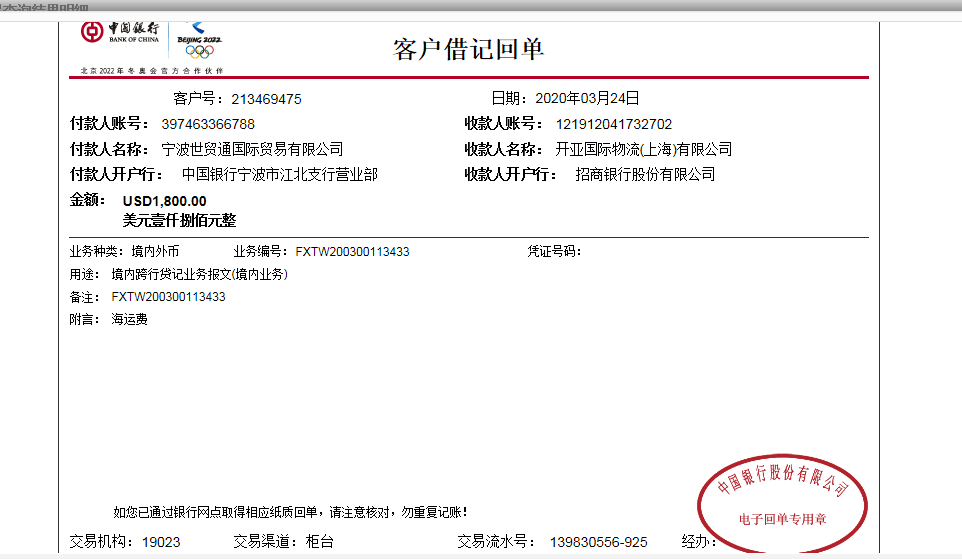 中国银行
BANK OF CHINA
BEIJING 2022
北京2022年冬奥会官方合作伙伴
客户借记回单
客户号：213469475 日期：2020年03月24日
付款人账号：397463366788 收款人账号：121912041732702
付款人名称：宁波世贸通国际贸易有限公司 收款人名称：开亚国际物流(上海)有限公司
付款人开户行：中国银行宁波市江北支行营业部 收款人开户行：招商银行股份有限公司
金额：USD1,800.00
美元壹仟捌佰元整
业务种类：境内外币 业务编号：FXTW200300113433 凭证号码：
用途：境内跨行贷记业务报文(境内业务)
备注：FXTW200300113433
附言：海运费
中国银行股份有限公司
电子回单专用章
如您已通过银行网点取得相应纸质回单，请注意核对，勿重复记账！
交易机构：19023 交易渠道：柜台 交易流水号：139830556-925 经办：